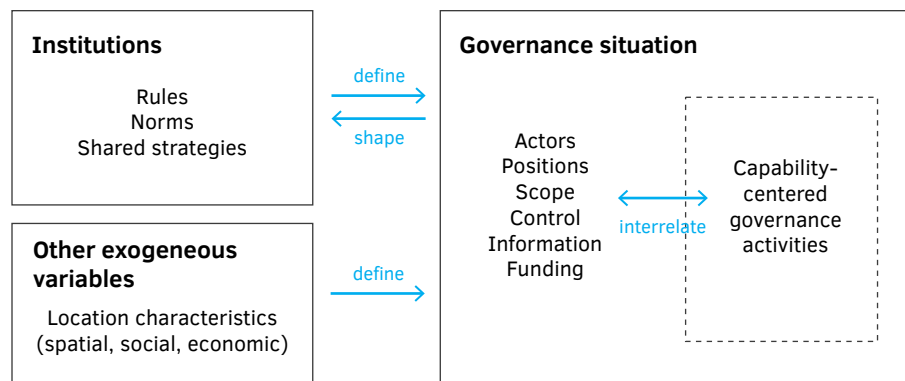 Institutions
Rules
Norms
Shared strategies
define
shape
Other exogeneous
variables
Location characteristics
(spatial, social, economic)
define
Governance situation
Actors
Positions
Scope
Control
Information
Funding
interrelate
Capability-
centered
governance
activities